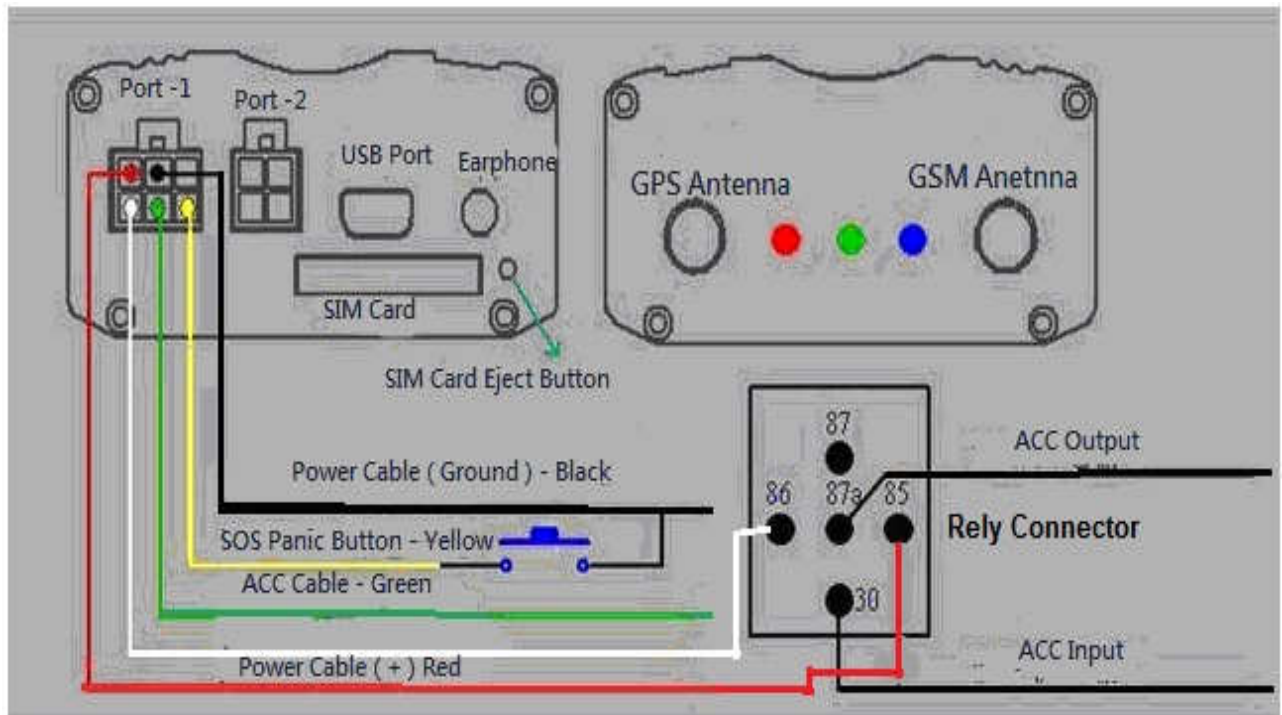 Port -1
Port -2
USB Port
Earphone
SIM Card
SIM Card Eject Button
GPS Antenna
GSM Anetnna
Power Cable ( Ground ) - Black
SOS Panic Button - Yellow
ACC Cable - Green
Power Cable ( + ) Red
87
86
87a
85
30
ACC Output
Rely Connector
ACC Input